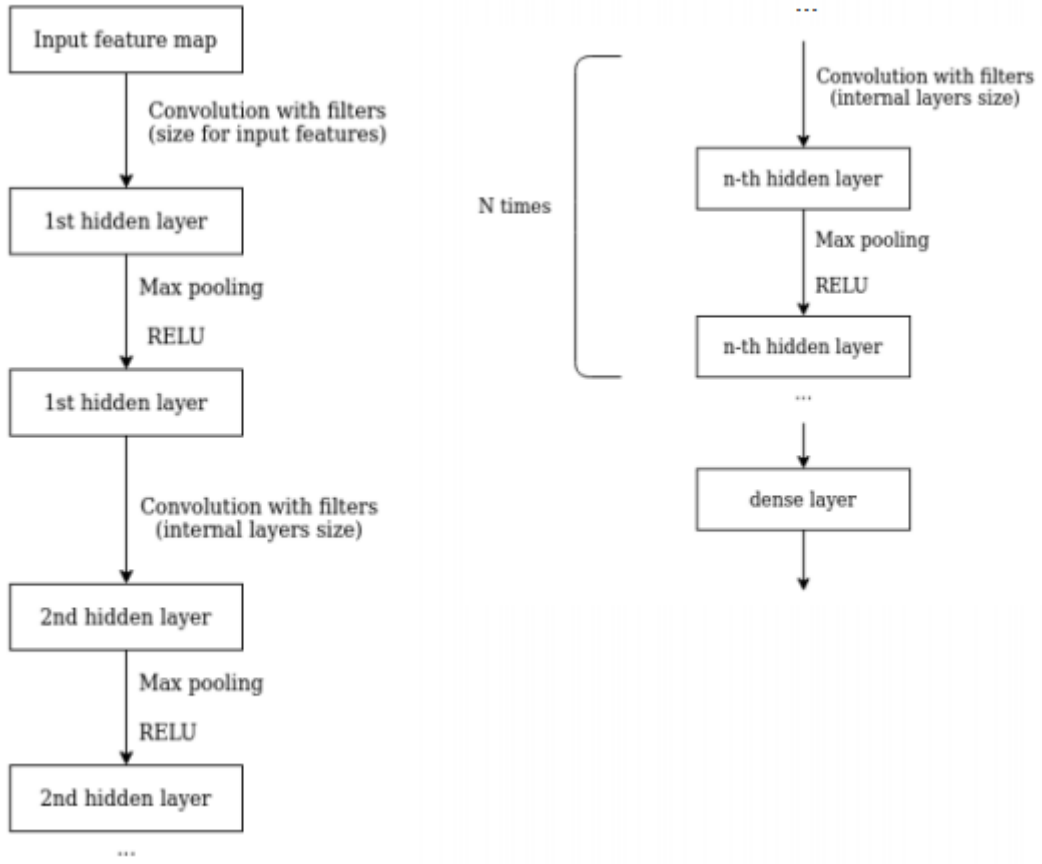 Input feature map
Convolution with filters
(size for input features)
1st hidden layer
Max pooling
RELU
1st hidden layer
Convolution with filters
(internal layers size)
2nd hidden layer
Max pooling
RELU
2nd hidden layer
...
...
Convolution with filters
(internal layers size)
n-th hidden layer
N times
Max pooling
RELU
n-th hidden layer
...
dense layer